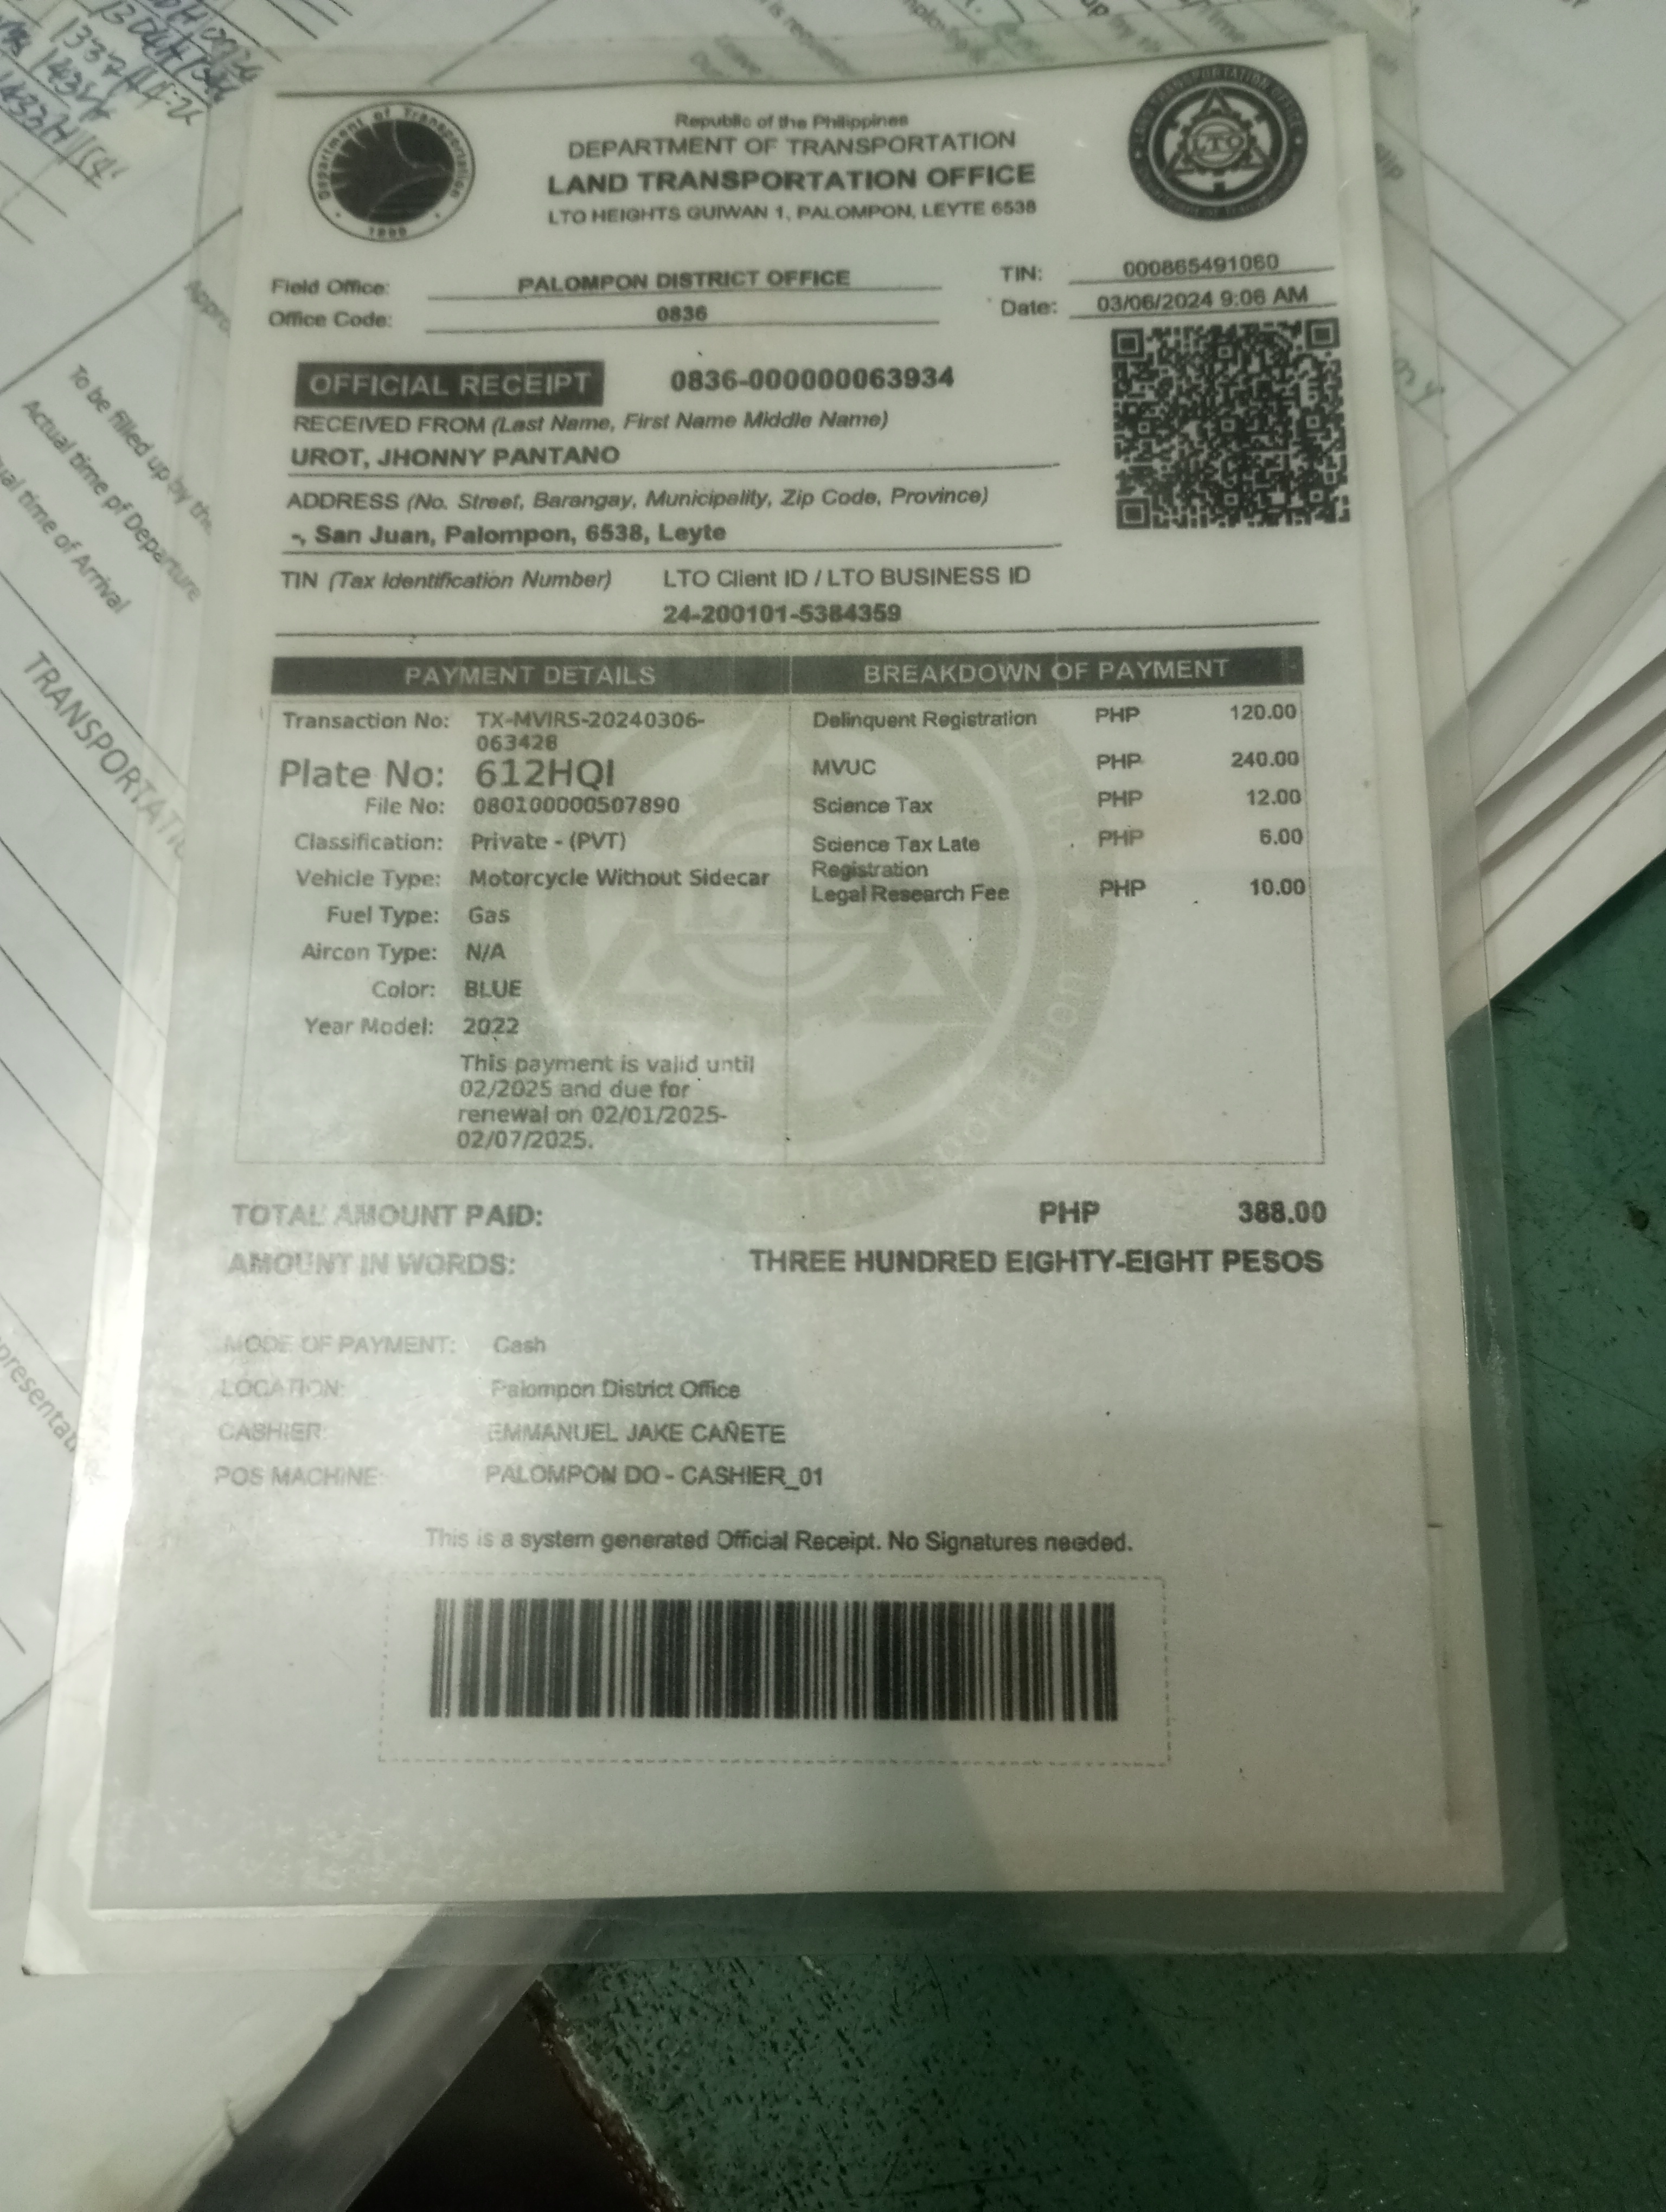 Republic of the Philippines
DEPARTMENT OF TRANSPORTATION
LAND TRANSPORTATION OFFICE
LTO HEIGHTS GUIWAN 1, PALOMPON, LEYTE 6538
Department of Transportation
1899
LAND TRANSPORTATION OFFICE
LTO
Field Office: PALOMPON DISTRICT OFFICE
TIN: 000865491060
Office Code: 0836
Date: 03/06/2024 9:06 AM
OFFICIAL RECEIPT 0836-000000063934
RECEIVED FROM (Last Name, First Name Middle Name)
UROT, JHONNY PANTANO
ADDRESS (No. Street, Barangay, Municipality, Zip Code, Province)
-, San Juan, Palompon, 6538, Leyte
TIN (Tax Identification Number) LTO Client ID / LTO BUSINESS ID
24-200101-5384359
PAYMENT DETAILS
Transaction No: TX-MVIRS-20240306-
063428
Plate No: 612HQI
File No: 080100000507890
Classification: Private - (PVT)
Vehicle Type: Motorcycle Without Sidecar
Fuel Type: Gas
Aircon Type: N/A
Color: BLUE
Year Model: 2022
This payment is valid until
02/2025 and due for
renewal on 02/01/2025-
02/07/2025.
BREAKDOWN OF PAYMENT
Delinquent Registration PHP 120.00
MVUC PHP 240.00
Science Tax PHP 12.00
Science Tax Late PHP 6.00
Registration
Legal Research Fee PHP 10.00
TOTAL AMOUNT PAID: PHP 388.00
AMOUNT IN WORDS: THREE HUNDRED EIGHTY-EIGHT PESOS
MODE OF PAYMENT: Cash
LOCATION: Palompon District Office
CASHIER: EMMANUEL JAKE CAÑETE
POS MACHINE: PALOMPON DO - CASHIER_01
This is a system generated Official Receipt. No Signatures needed.
To be filled up by the
Actual time pf Departure
time of Arrival